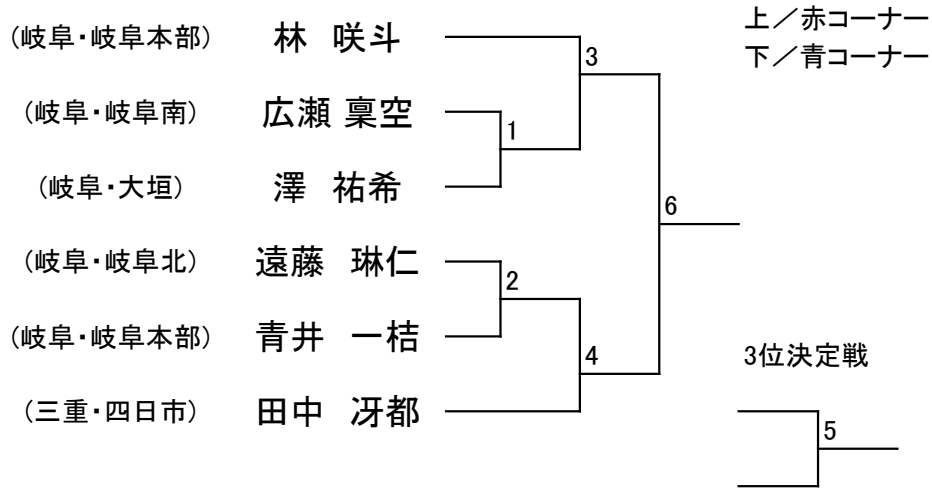 上／赤コーナー
下／青コーナー
(岐阜・岐阜本部) 林 咲斗
3
(岐阜・岐阜南) 広瀬 稟空
1
(岐阜・大垣) 澤 祐希
6
(岐阜・岐阜北) 遠藤 琳仁
2
(岐阜・岐阜本部) 青井 一桔
4
3位決定戦
(三重・四日市) 田中 冴都
5